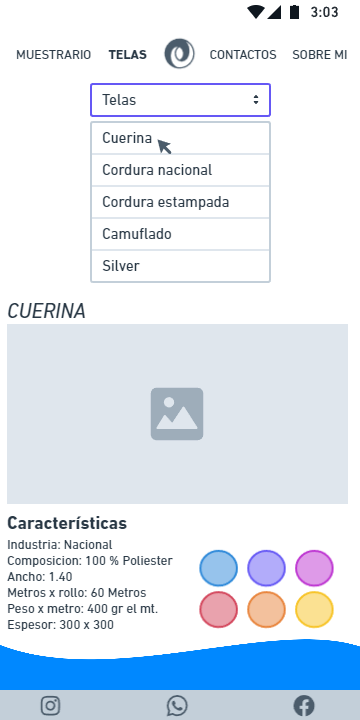 3:03
MUESTRARIO TELAS CONTACTOS SOBRE MI
Telas
Cuerina
Cordura nacional
Cordura estampada
Camuflado
Silver
CUERINA
Características
Industria: Nacional
Composicion: 100 % Poliester
Ancho: 1.40
Metros x rollo: 60 Metros
Peso x metro: 400 gr el mt.
Espesor: 300 x 300